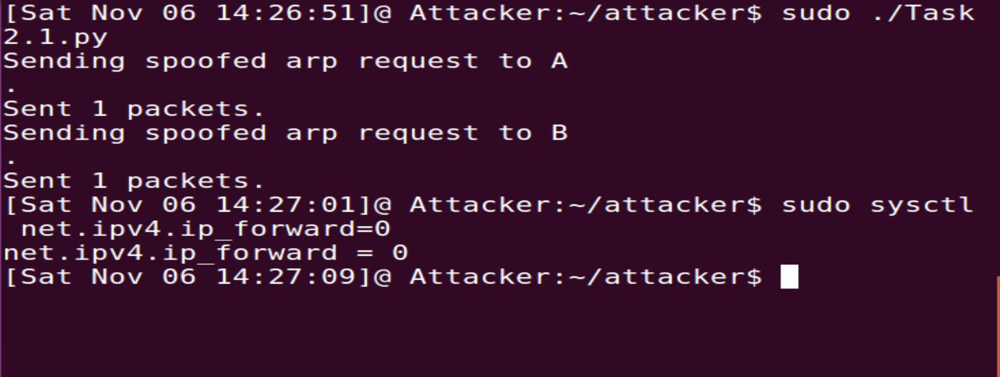 [Sat Nov 06 14:26:51]@ Attacker:~/attacker$ sudo ./Task
2.1.py
Sending spoofed arp request to A
.
Sent 1 packets.
Sending spoofed arp request to B
.
Sent 1 packets.
[Sat Nov 06 14:27:01]@ Attacker:~/attacker$ sudo sysctl
 net.ipv4.ip_forward=0
net.ipv4.ip_forward = 0
[Sat Nov 06 14:27:09]@ Attacker:~/attacker$